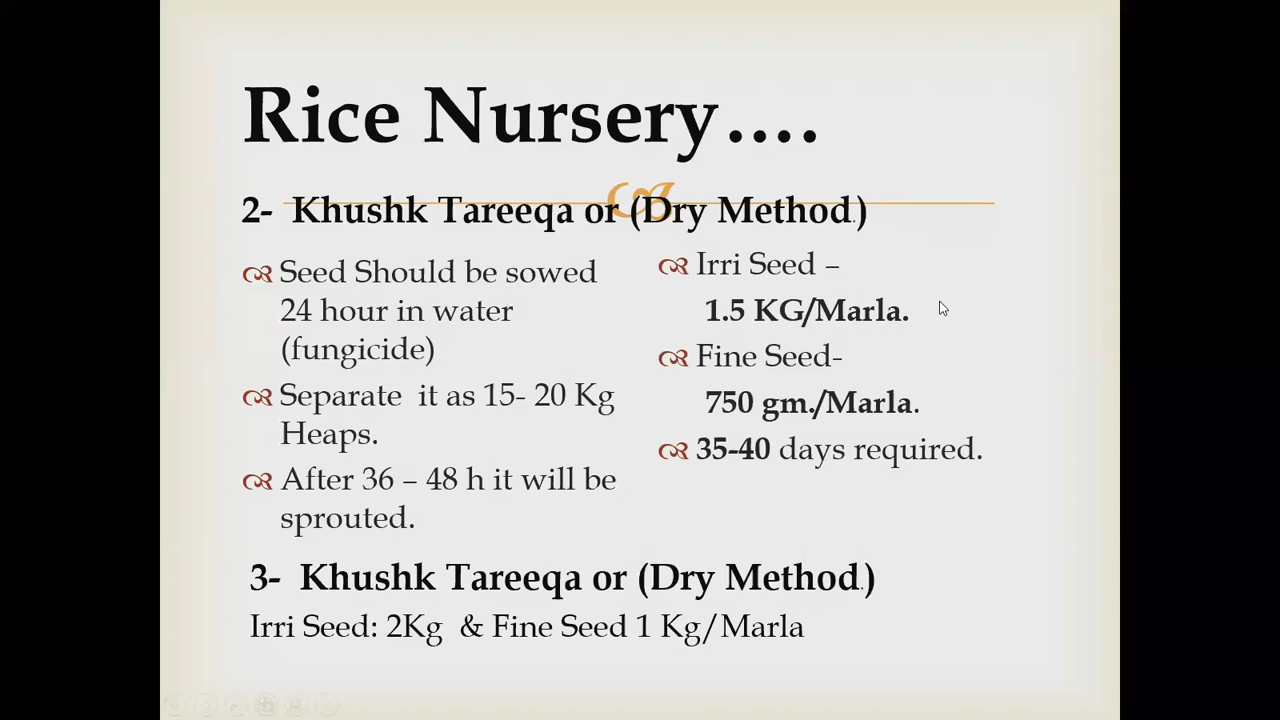 Rice Nursery….
2- Khushk Tareeqa or (Dry Method.)
Seed Should be sowed
24 hour in water
(fungicide)
Separate it as 15- 20 Kg
Heaps.
After 36 – 48 h it will be
sprouted.
Irri Seed –
1.5 KG/Marla.
Fine Seed-
750 gm./Marla.
35-40 days required.
3- Khushk Tareeqa or (Dry Method.)
Irri Seed: 2Kg & Fine Seed 1 Kg/Marla